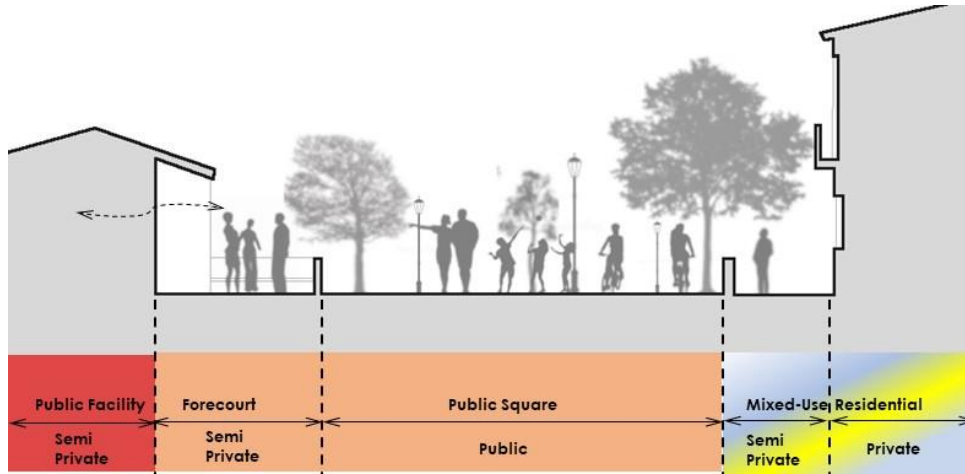 Public Facility
Forecourt
Public Square
Mixed-Use Residential
Semi
Private
Semi
Private
Public
Semi
Private
Private